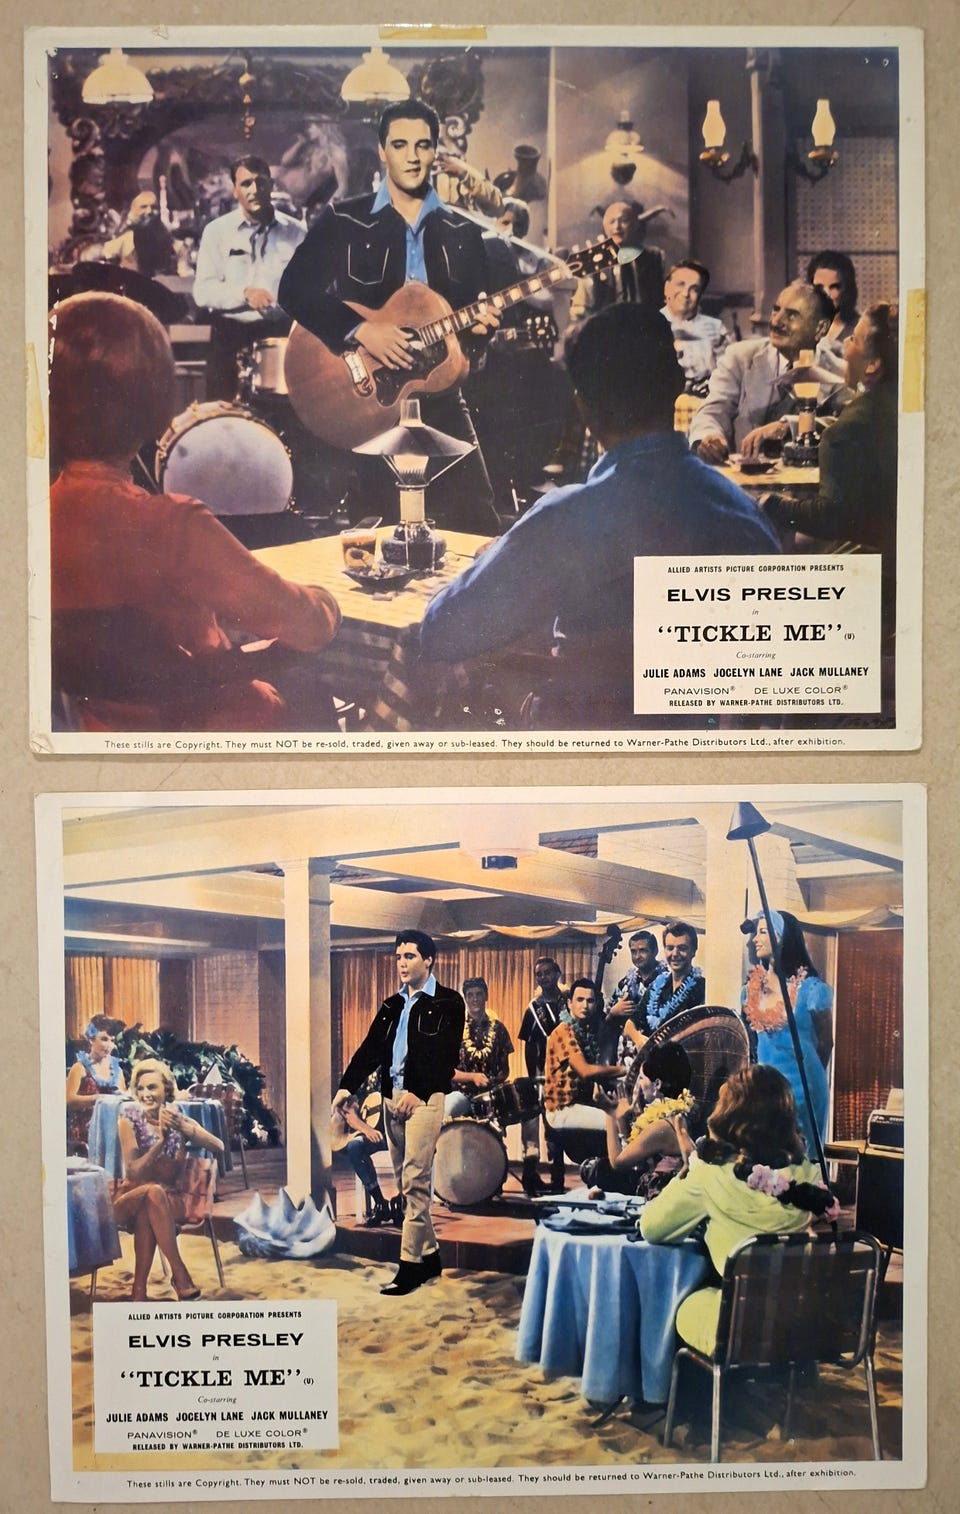 ALLIED ARTISTS PICTURE CORPORATION PRESENTS
ELVIS PRESLEY
in
“TICKLE ME” (U)
Co-starring
JULIE ADAMS JOCELYN LANE JACK MULLANEY
PANAVISION® DE LUXE COLOR®
RELEASED BY WARNER-PATHE DISTRIBUTORS LTD.
These stills are Copyright. They must NOT be re-sold, traded, given away or sub-leased. They should be returned to Warner-Pathe Distributors Ltd., after exhibition.
ALLIED ARTISTS PICTURE CORPORATION PRESENTS
ELVIS PRESLEY
in
“TICKLE ME” (U)
Co-starring
JULIE ADAMS JOCELYN LANE JACK MULLANEY
PANAVISION® DE LUXE COLOR®
RELEASED BY WARNER-PATHE DISTRIBUTORS LTD.
These stills are Copyright. They must NOT be re-sold, traded, given away or sub-leased. They should be returned to Warner-Pathe Distributors Ltd., after exhibition.